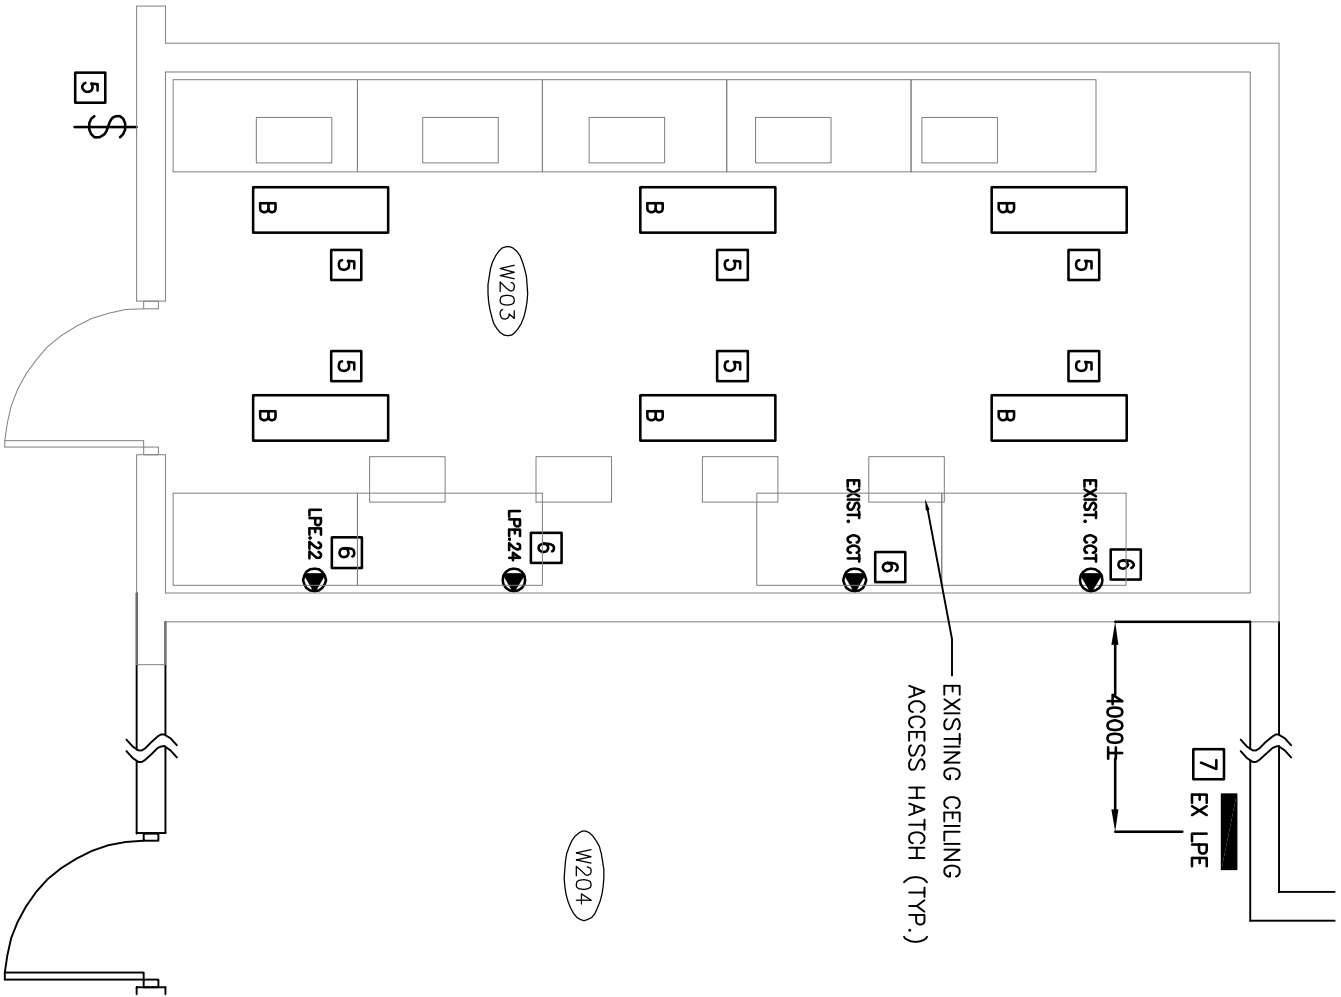 5
B
B
B
5
5
5
W203
5
5
5
B
B
B
EXIST. CCT
EXIST. CCT
LPE.22
LPE.24
6
6
6
6
EXISTING CEILING
ACCESS HATCH (TYP.)
4000±
7
EX LPE
W204